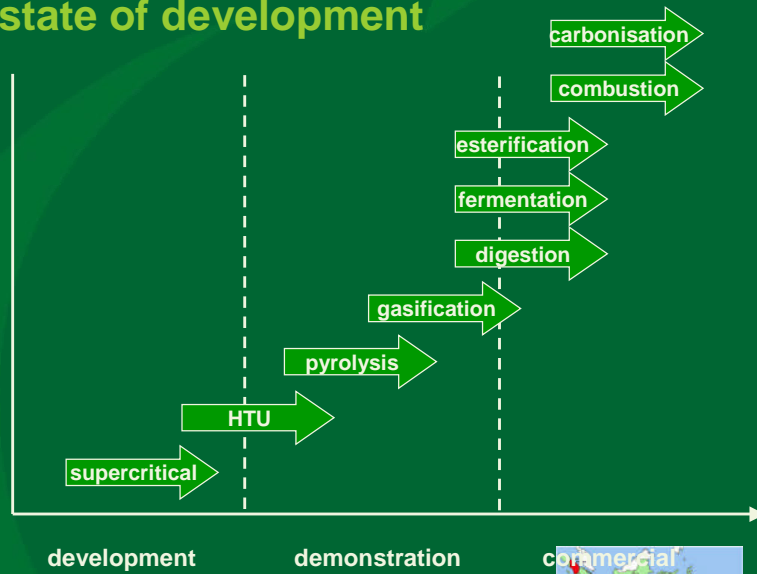 state of development
carbonisation
combustion
esterification
fermentation
digestion
gasification
pyrolysis
HTU
supercritical
development
demonstration
commercial